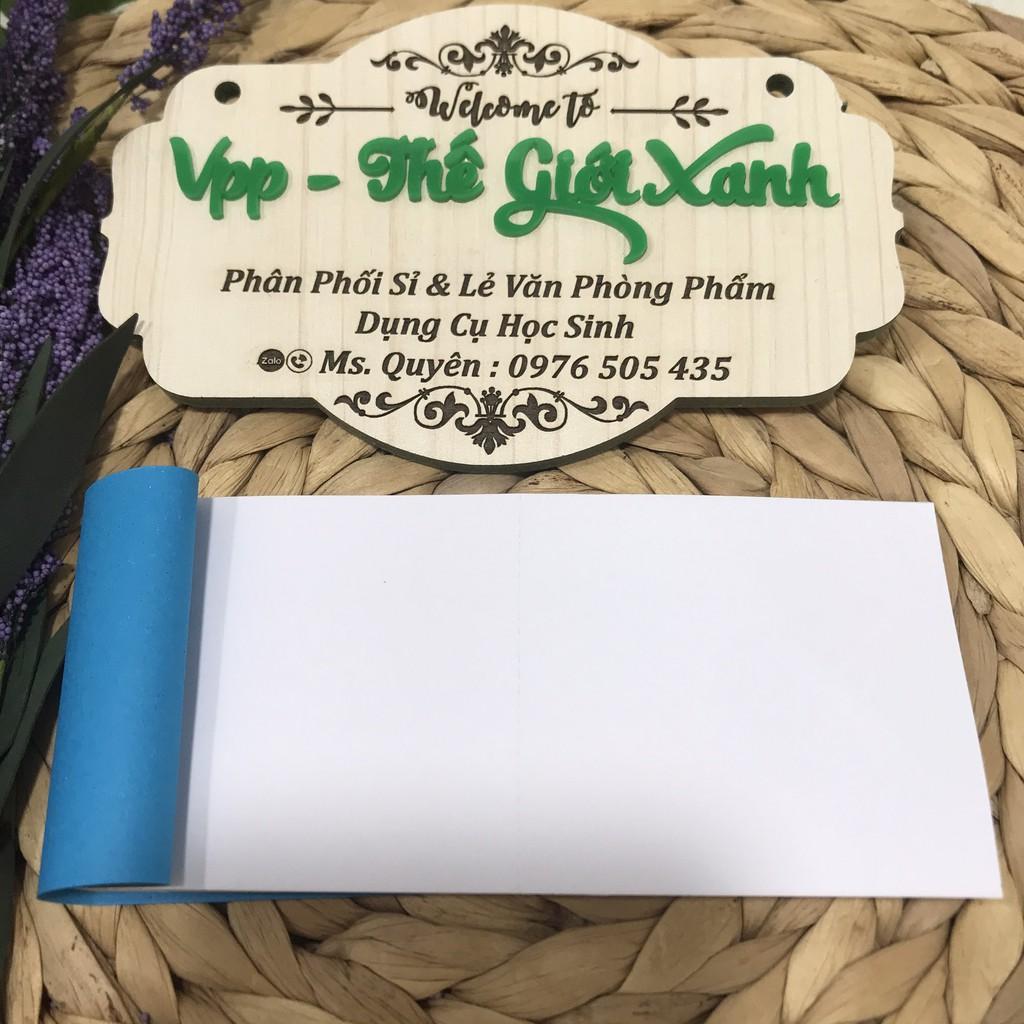 Welcome to
Vpp - Thế Giới Xanh
Phân Phối Sỉ & Lẻ Văn Phòng Phẩm
Dụng Cụ Học Sinh
Zalo Ms. Quyên : 0976 505 435